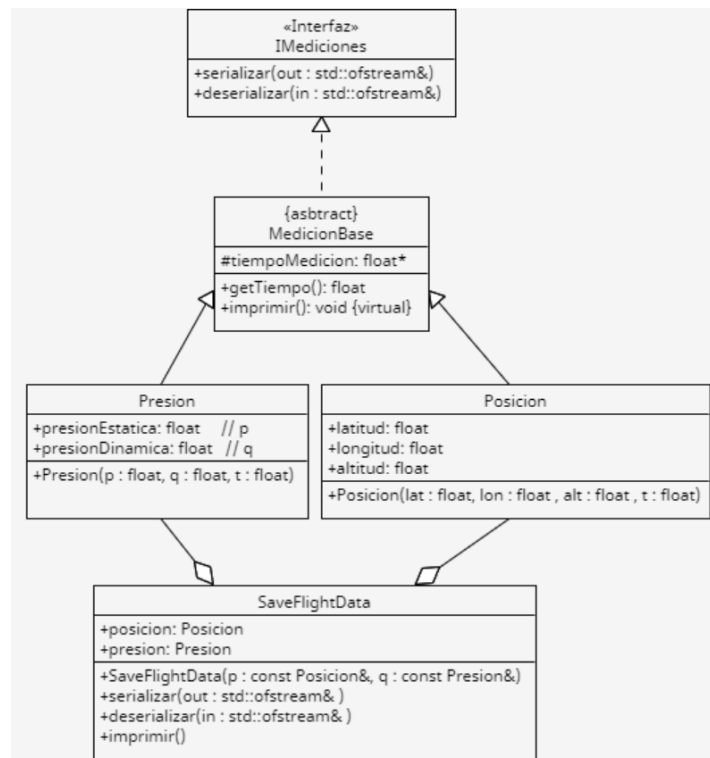 «Interfaz»
IMediciones
+serializar(out : std::ofstream&)
+deserializar(in : std::ofstream&)
{asbtract}
MedicionBase
#tiempoMedicion: float*
+getTiempo(): float
+imprimir(): void {virtual}
Presion
+presionEstatica: float // p
+presionDinamica: float // q
+Presion(p : float, q : float, t : float)
Posicion
+latitud: float
+longitud: float
+altitud: float
+Posicion(lat : float, lon : float , alt : float , t : float)
SaveFlightData
+posicion: Posicion
+presion: Presion
+SaveFlightData(p : const Posicion&, q : const Presion&)
+serializar(out : std::ofstream& )
+deserializar(in : std::ofstream& )
+imprimir()